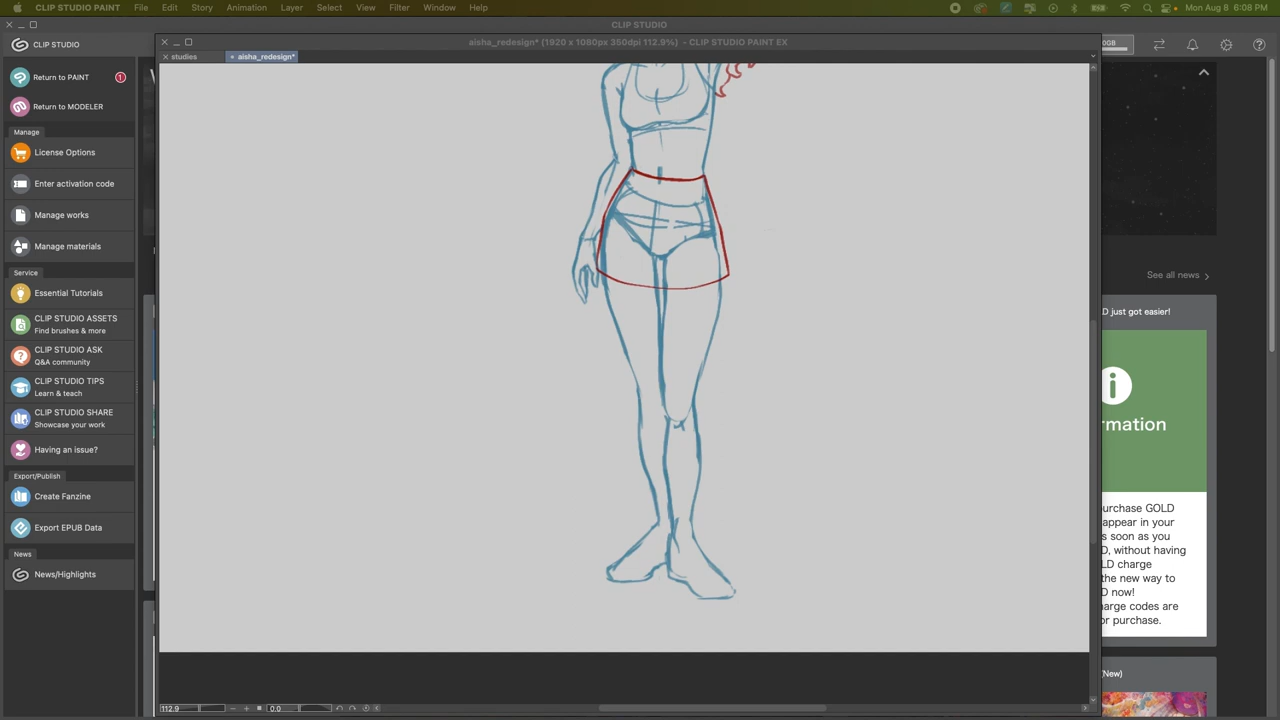 CLIP STUDIO PAINT File Edit Story Animation Layer Select View Filter Window Help Mon Aug 8 6:08 PM
CLIP STUDIO
CLIP STUDIO
aisha_redesign* (1920 x 1080px 350dpi 112.9%) - CLIP STUDIO PAINT EX
0GB
studies
aisha_redesign*
Return to PAINT 1
Return to MODELER
Manage
License Options
Enter activation code
Manage works
Manage materials
Service
Essential Tutorials
CLIP STUDIO ASSETS
Find brushes & more
CLIP STUDIO ASK
Q&A community
CLIP STUDIO TIPS
Learn & teach
CLIP STUDIO SHARE
Showcase your work
Having an issue?
Export/Publish
Create Fanzine
Export EPUB Data
News
News/Highlights
See all news
D just got easier!
rmation
urchase GOLD
appear in your
s soon as you
D, without having
LD charge
the new way to
D now!
harge codes are
or purchase.
(New)
112.9
0.0